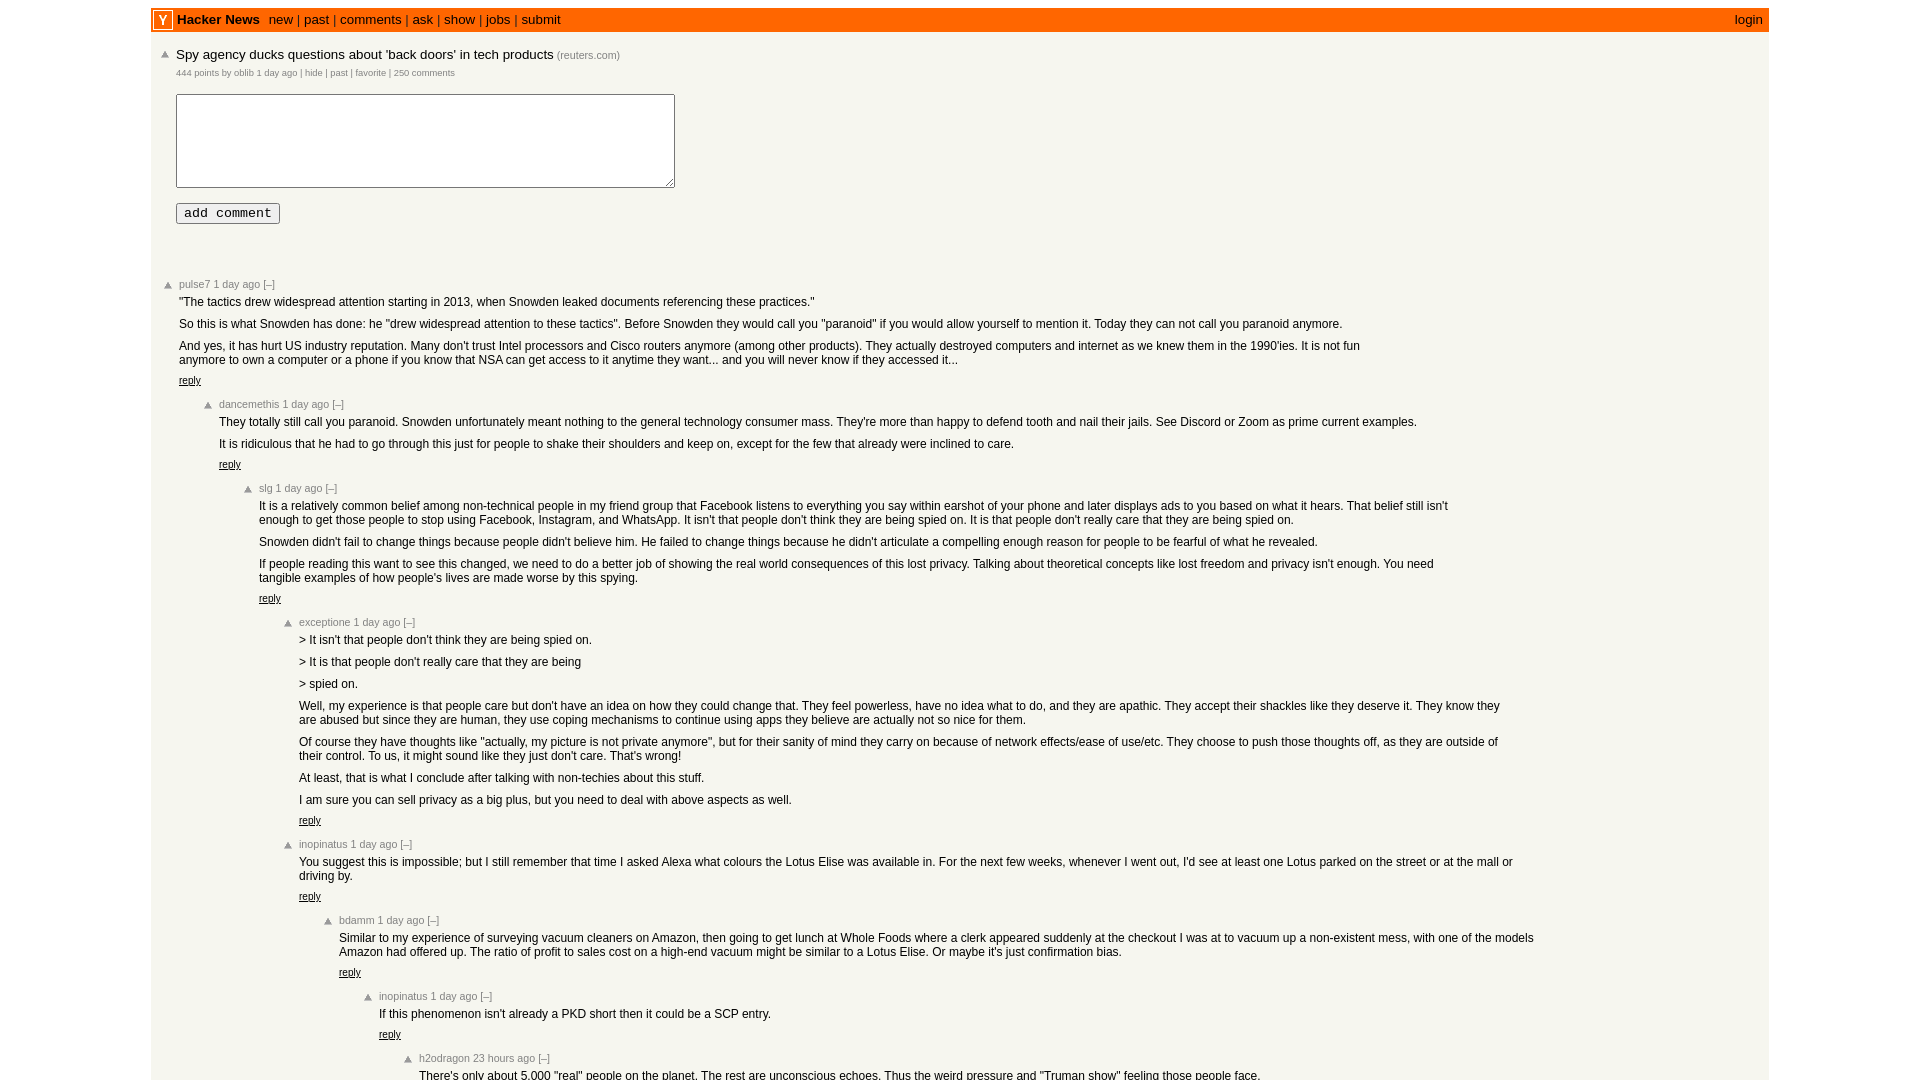 Y Hacker News new | past | comments | ask | show | jobs | submit login
Spy agency ducks questions about 'back doors' in tech products (reuters.com)
444 points by oblib 1 day ago | hide | past | favorite | 250 comments
add comment
pulse7 1 day ago [–]
"The tactics drew widespread attention starting in 2013, when Snowden leaked documents referencing these practices."
So this is what Snowden has done: he "drew widespread attention to these tactics". Before Snowden they would call you "paranoid" if you would allow yourself to mention it. Today they can not call you paranoid anymore.
And yes, it has hurt US industry reputation. Many don't trust Intel processors and Cisco routers anymore (among other products). They actually destroyed computers and internet as we knew them in the 1990'ies. It is not fun
anymore to own a computer or a phone if you know that NSA can get access to it anytime they want... and you will never know if they accessed it...
reply
dancemethis 1 day ago [–]
They totally still call you paranoid. Snowden unfortunately meant nothing to the general technology consumer mass. They're more than happy to defend tooth and nail their jails. See Discord or Zoom as prime current examples.
It is ridiculous that he had to go through this just for people to shake their shoulders and keep on, except for the few that already were inclined to care.
reply
slg 1 day ago [–]
It is a relatively common belief among non-technical people in my friend group that Facebook listens to everything you say within earshot of your phone and later displays ads to you based on what it hears. That belief still isn't
enough to get those people to stop using Facebook, Instagram, and WhatsApp. It isn't that people don't think they are being spied on. It is that people don't really care that they are being spied on.
Snowden didn't fail to change things because people didn't believe him. He failed to change things because he didn't articulate a compelling enough reason for people to be fearful of what he revealed.
If people reading this want to see this changed, we need to do a better job of showing the real world consequences of this lost privacy. Talking about theoretical concepts like lost freedom and privacy isn't enough. You need
tangible examples of how people's lives are made worse by this spying.
reply
exceptione 1 day ago [–]
> It isn't that people don't think they are being spied on.
> It is that people don't really care that they are being
> spied on.
Well, my experience is that people care but don't have an idea on how they could change that. They feel powerless, have no idea what to do, and they are apathic. They accept their shackles like they deserve it. They know they
are abused but since they are human, they use coping mechanisms to continue using apps they believe are actually not so nice for them.
Of course they have thoughts like "actually, my picture is not private anymore", but for their sanity of mind they carry on because of network effects/ease of use/etc. They choose to push those thoughts off, as they are outside of
their control. To us, it might sound like they just don't care. That's wrong!
At least, that is what I conclude after talking with non-techies about this stuff.
I am sure you can sell privacy as a big plus, but you need to deal with above aspects as well.
reply
inopinatus 1 day ago [–]
You suggest this is impossible; but I still remember that time I asked Alexa what colours the Lotus Elise was available in. For the next few weeks, whenever I went out, I'd see at least one Lotus parked on the street or at the mall or
driving by.
reply
bdamm 1 day ago [–]
Similar to my experience of surveying vacuum cleaners on Amazon, then going to get lunch at Whole Foods where a clerk appeared suddenly at the checkout I was at to vacuum up a non-existent mess, with one of the models
Amazon had offered up. The ratio of profit to sales cost on a high-end vacuum might be similar to a Lotus Elise. Or maybe it's just confirmation bias.
reply
inopinatus 1 day ago [–]
If this phenomenon isn't already a PKD short then it could be a SCP entry.
reply
h2odragon 23 hours ago [–]
There's only about 5,000 "real" people on the planet. The rest are unconscious echoes. Thus the weird pressure and "Truman show" feeling those people face.